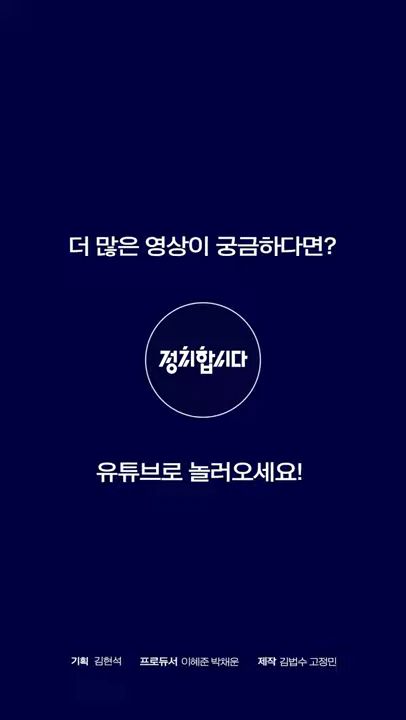 더 많은 영상이 궁금하다면?
정치합시다
유튜브로 놀러오세요!
기획 김현석 프로듀서 이혜준 박채운 제작 김법수 고정민